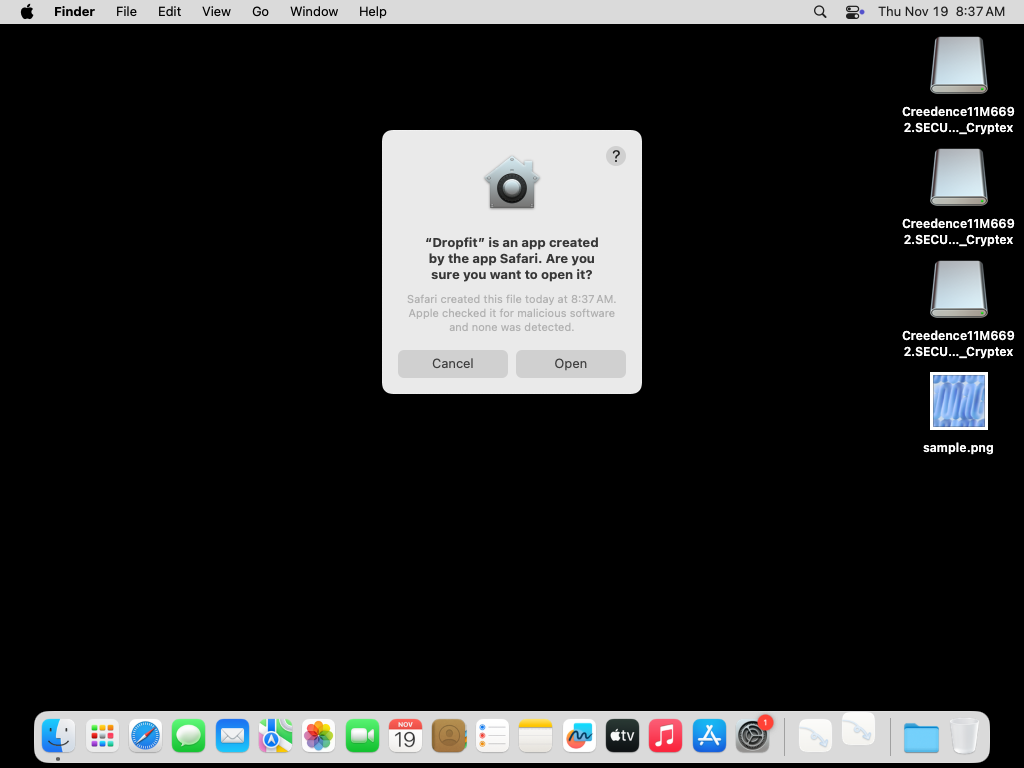 Finder File Edit View Go Window Help Thu Nov 19 8:37 AM
Creedence11M669
2.SECU..._Cryptex
Creedence11M669
2.SECU..._Cryptex
Creedence11M669
2.SECU..._Cryptex
sample.png
?
“Dropfit” is an app created
by the app Safari. Are you
sure you want to open it?
Safari created this file today at 8:37 AM.
Apple checked it for malicious software
and none was detected.
Cancel Open
NOV
19
tv
1